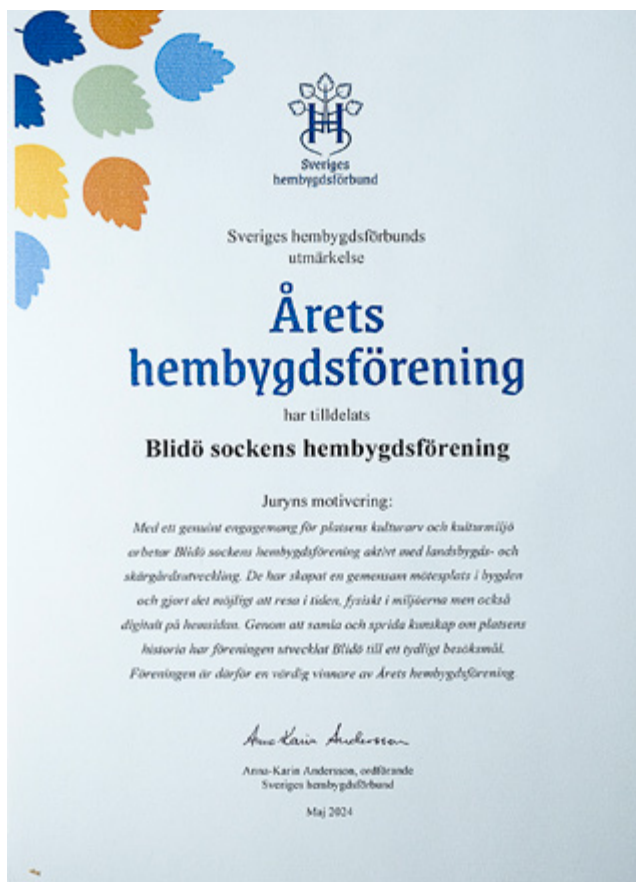 Sveriges
hembygdsförbund
Sveriges hembygdsförbunds
utmärkelse
Årets
hembygdsförening
har tilldelats
Blidö sockens hembygdsförening
Juryns motivering:
Med ett genuint engagemang för platsens kulturarv och kulturmiljö
arbetar Blidö sockens hembygdsförening aktivt med landsbygds- och
skärgårdsutveckling. De har skapat en gemensam mötesplats i bygden
och gjort det möjligt att resa i tiden, fysiskt i miljöerna men också
digitalt på hemsidan. Genom att samla och sprida kunskap om platsens
historia har föreningen utvecklat Blidö till ett tydligt besöksmål.
Föreningen är därför en värdig vinnare av Årets hembygdsförening
Anna-Karin Andersson
Anna-Karin Andersson, ordförande
Sveriges hembygdsförbund
Maj 2024